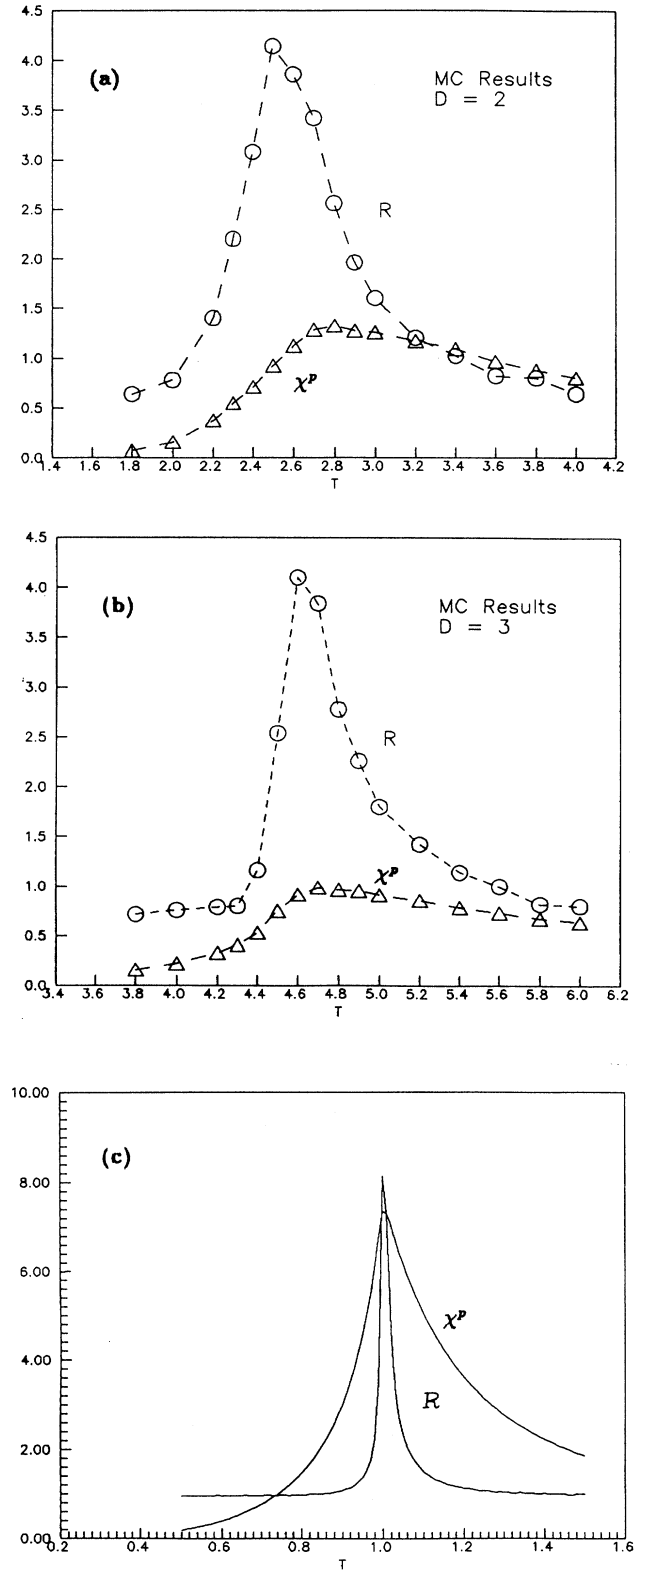 4.5
(a)
MC Results
4.0
D = 2
3.5
3.0
2.5
R
2.0
1.5
1.0
χᵖ
0.5
0.0
1.4 1.6 1.8 2.0 2.2 2.4 2.6 2.8 3.0 3.2 3.4 3.6 3.8 4.0 4.2
T
4.5
4.0
(b)
MC Results
D = 3
3.5
3.0
2.5
R
2.0
1.5
1.0
χᵖ
0.5
0.0
3.4 3.6 3.8 4.0 4.2 4.4 4.6 4.8 5.0 5.2 5.4 5.6 5.8 6.0 6.2
T
10.00
(c)
8.00
6.00
χᵖ
4.00
R
2.00
0.00
0.2 0.4 0.6 0.8 1.0 1.2 1.4 1.6
T